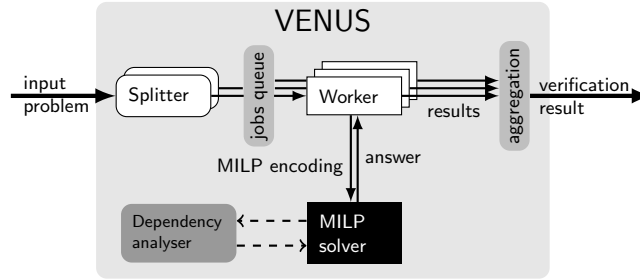 VENUS
input
problem
Splitter
jobs queue
Worker
results
aggregation
verification
result
MILP encoding
answer
Dependency
analyser
MILP
solver